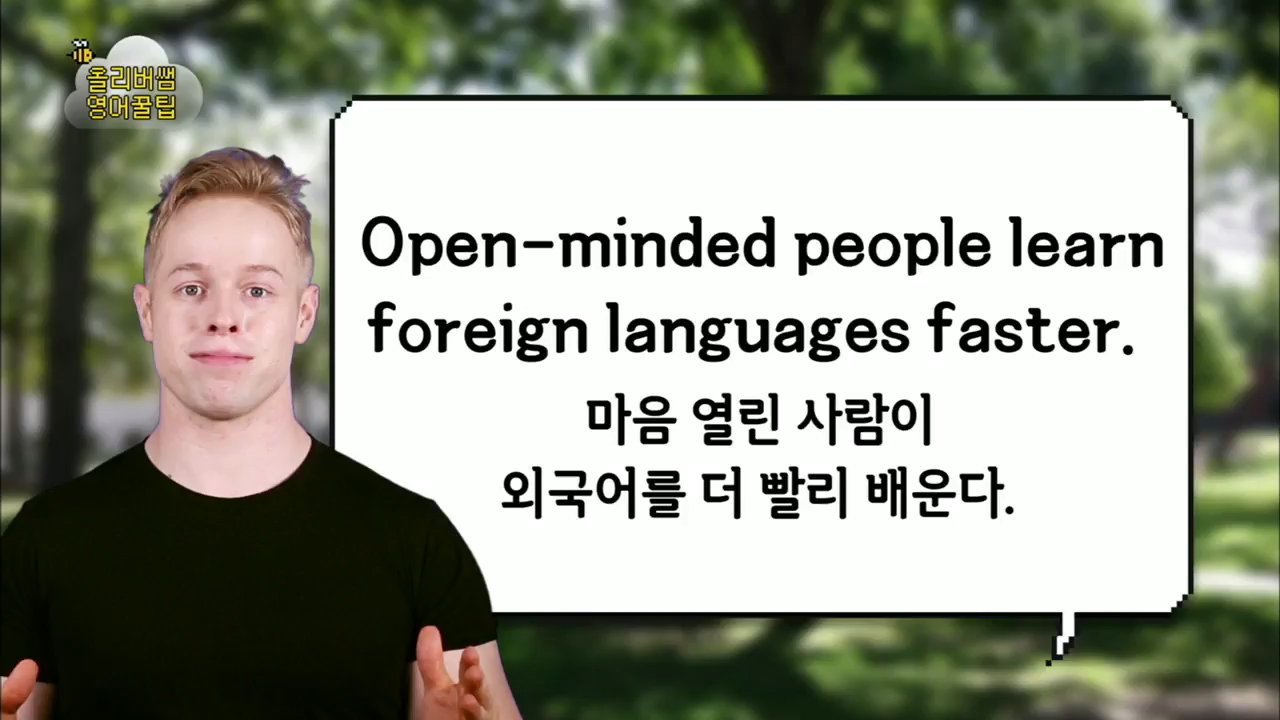 올리버쌤
영어꿀팁
Open-minded people learn
foreign languages faster.
마음 열린 사람이
외국어를 더 빨리 배운다.